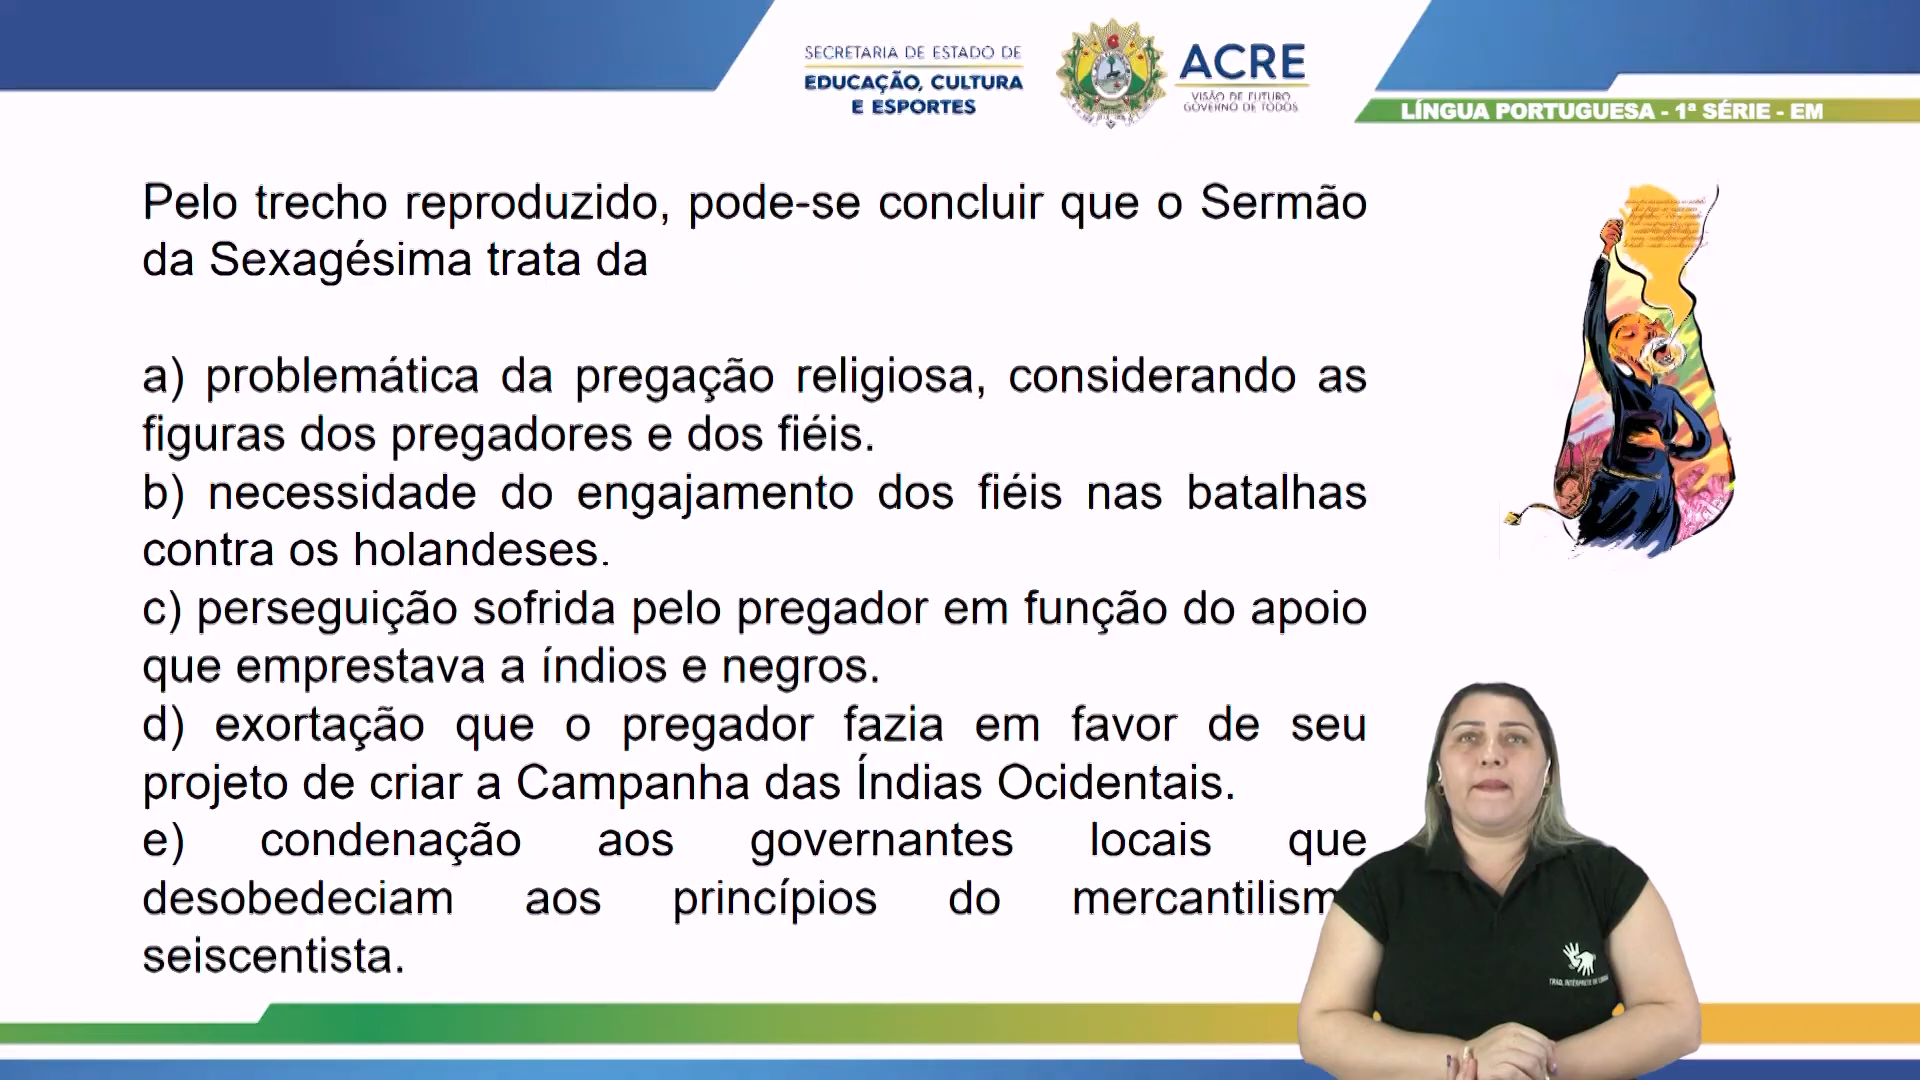 SECRETARIA DE ESTADO DE
EDUCAÇÃO, CULTURA
E ESPORTES
ACRE
VISÃO DE FUTURO
GOVERNO DE TODOS
LÍNGUA PORTUGUESA - 1ª SÉRIE - EM
Pelo trecho reproduzido, pode-se concluir que o Sermão
da Sexagésima trata da
a) problemática da pregação religiosa, considerando as
figuras dos pregadores e dos fiéis.
b) necessidade do engajamento dos fiéis nas batalhas
contra os holandeses.
c) perseguição sofrida pelo pregador em função do apoio
que emprestava a índios e negros.
d) exortação que o pregador fazia em favor de seu
projeto de criar a Campanha das Índias Ocidentais.
e) condenação aos governantes locais que
desobedeciam aos princípios do mercantilism
seiscentista.